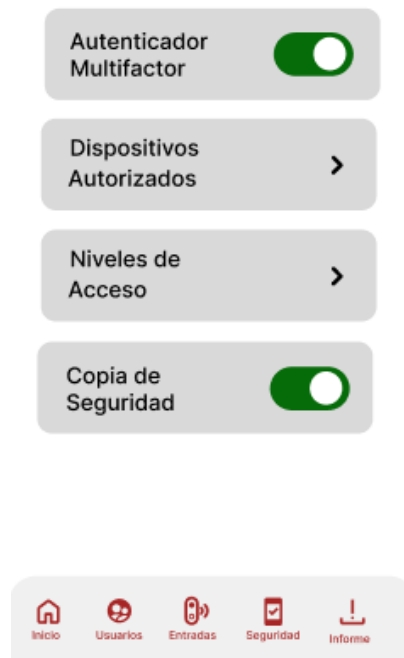 Autenticador
Multifactor
Dispositivos
Autorizados
Niveles de
Acceso
Copia de
Seguridad
Inicio
Usuarios
Entradas
Seguridad
Informe